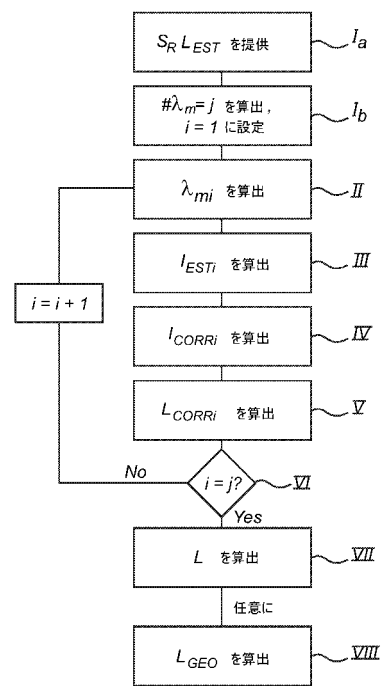 S_R L_EST を提供
I_a
#λ_m = j を算出,
i = 1 に設定
I_b
λ_mi を算出
II
I_ESTi を算出
III
i = i + 1
I_CORRi を算出
IV
L_CORRi を算出
V
No
i = j?
VI
Yes
L を算出
VII
任意に
L_GEO を算出
VIII